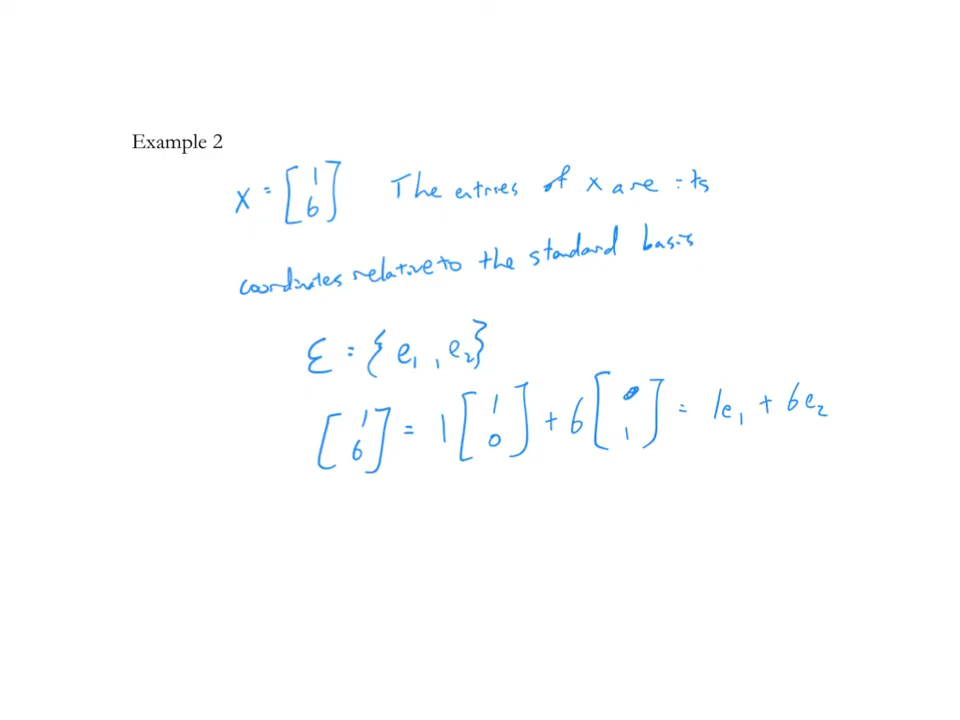 Example 2
x = [1 6] The entries of x are its
coordinates relative to the standard basis
ℰ = {e₁, e₂}
[1 6] = 1 [1 0] + 6 [0 1] = 1e₁ + 6e₂